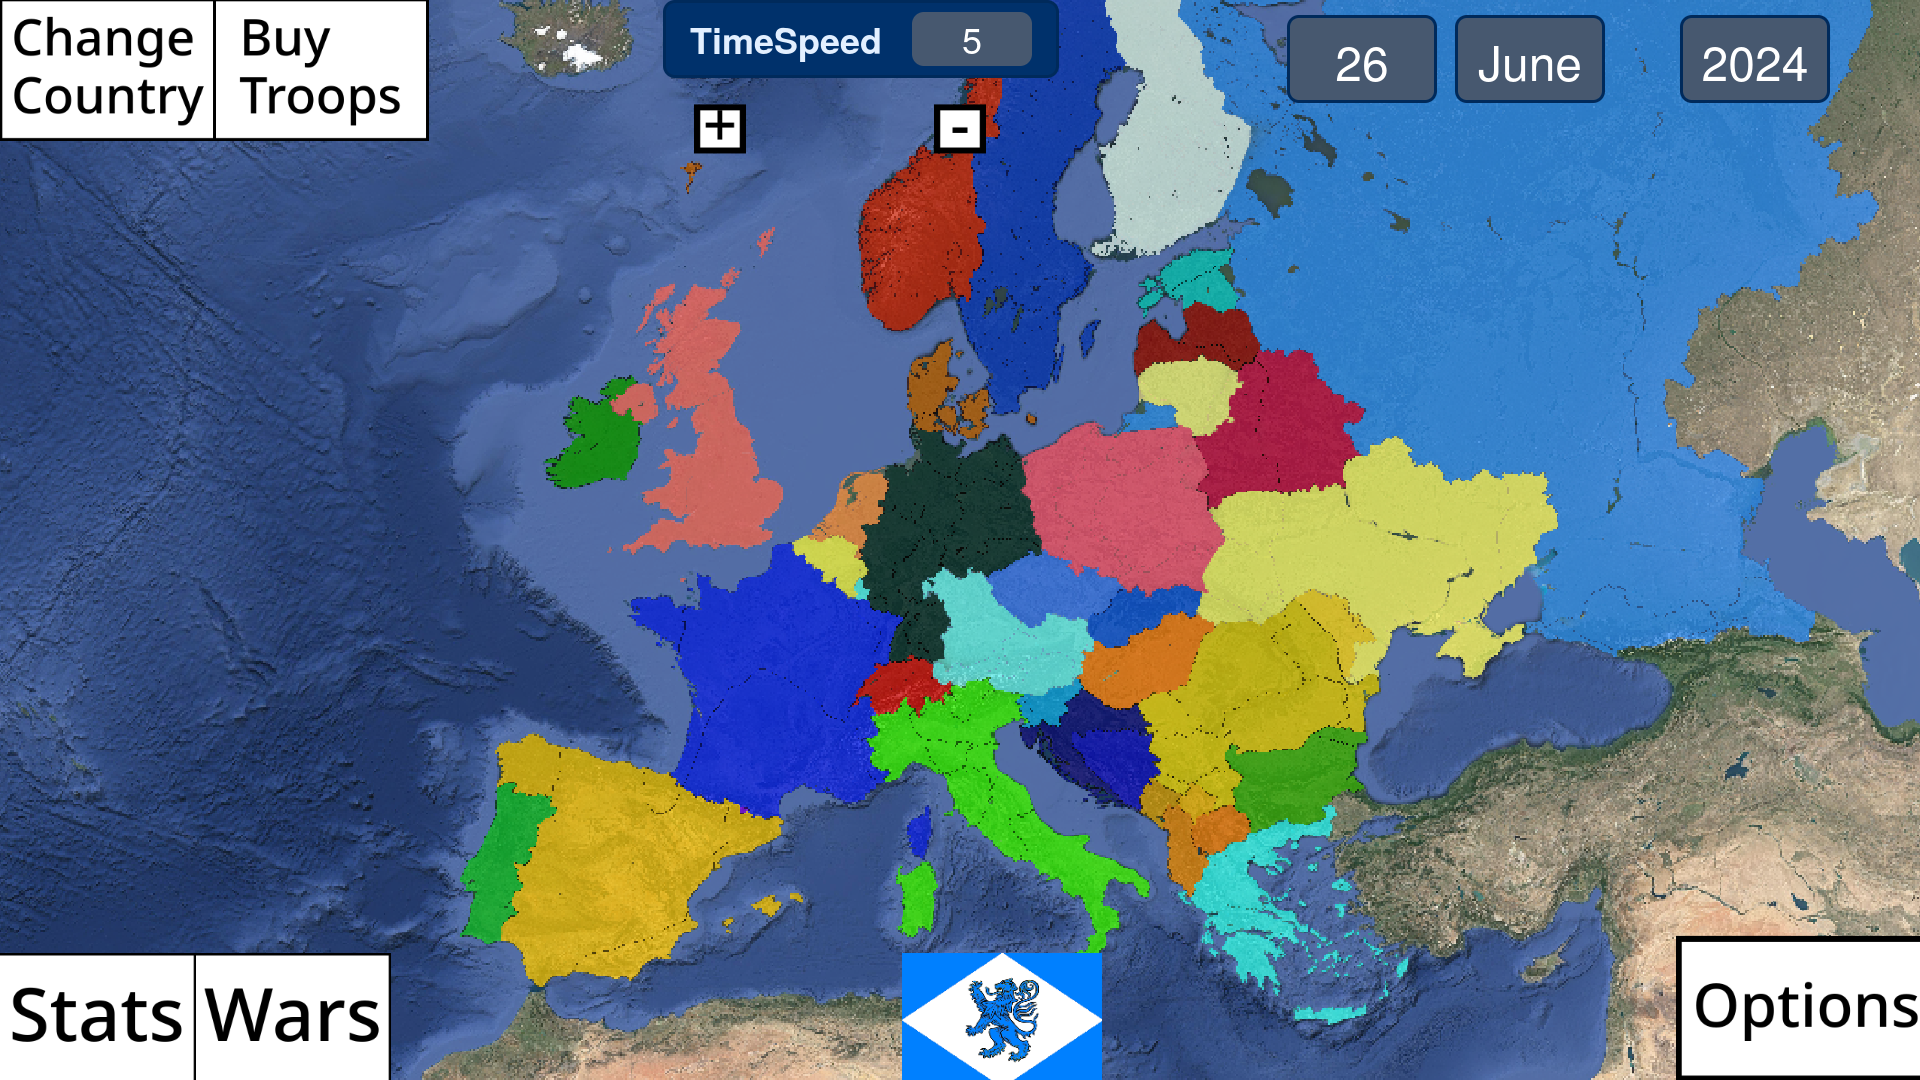 Change
Country
Buy
Troops
TimeSpeed 5
+
-
26 June 2024
Stats
Wars
Options